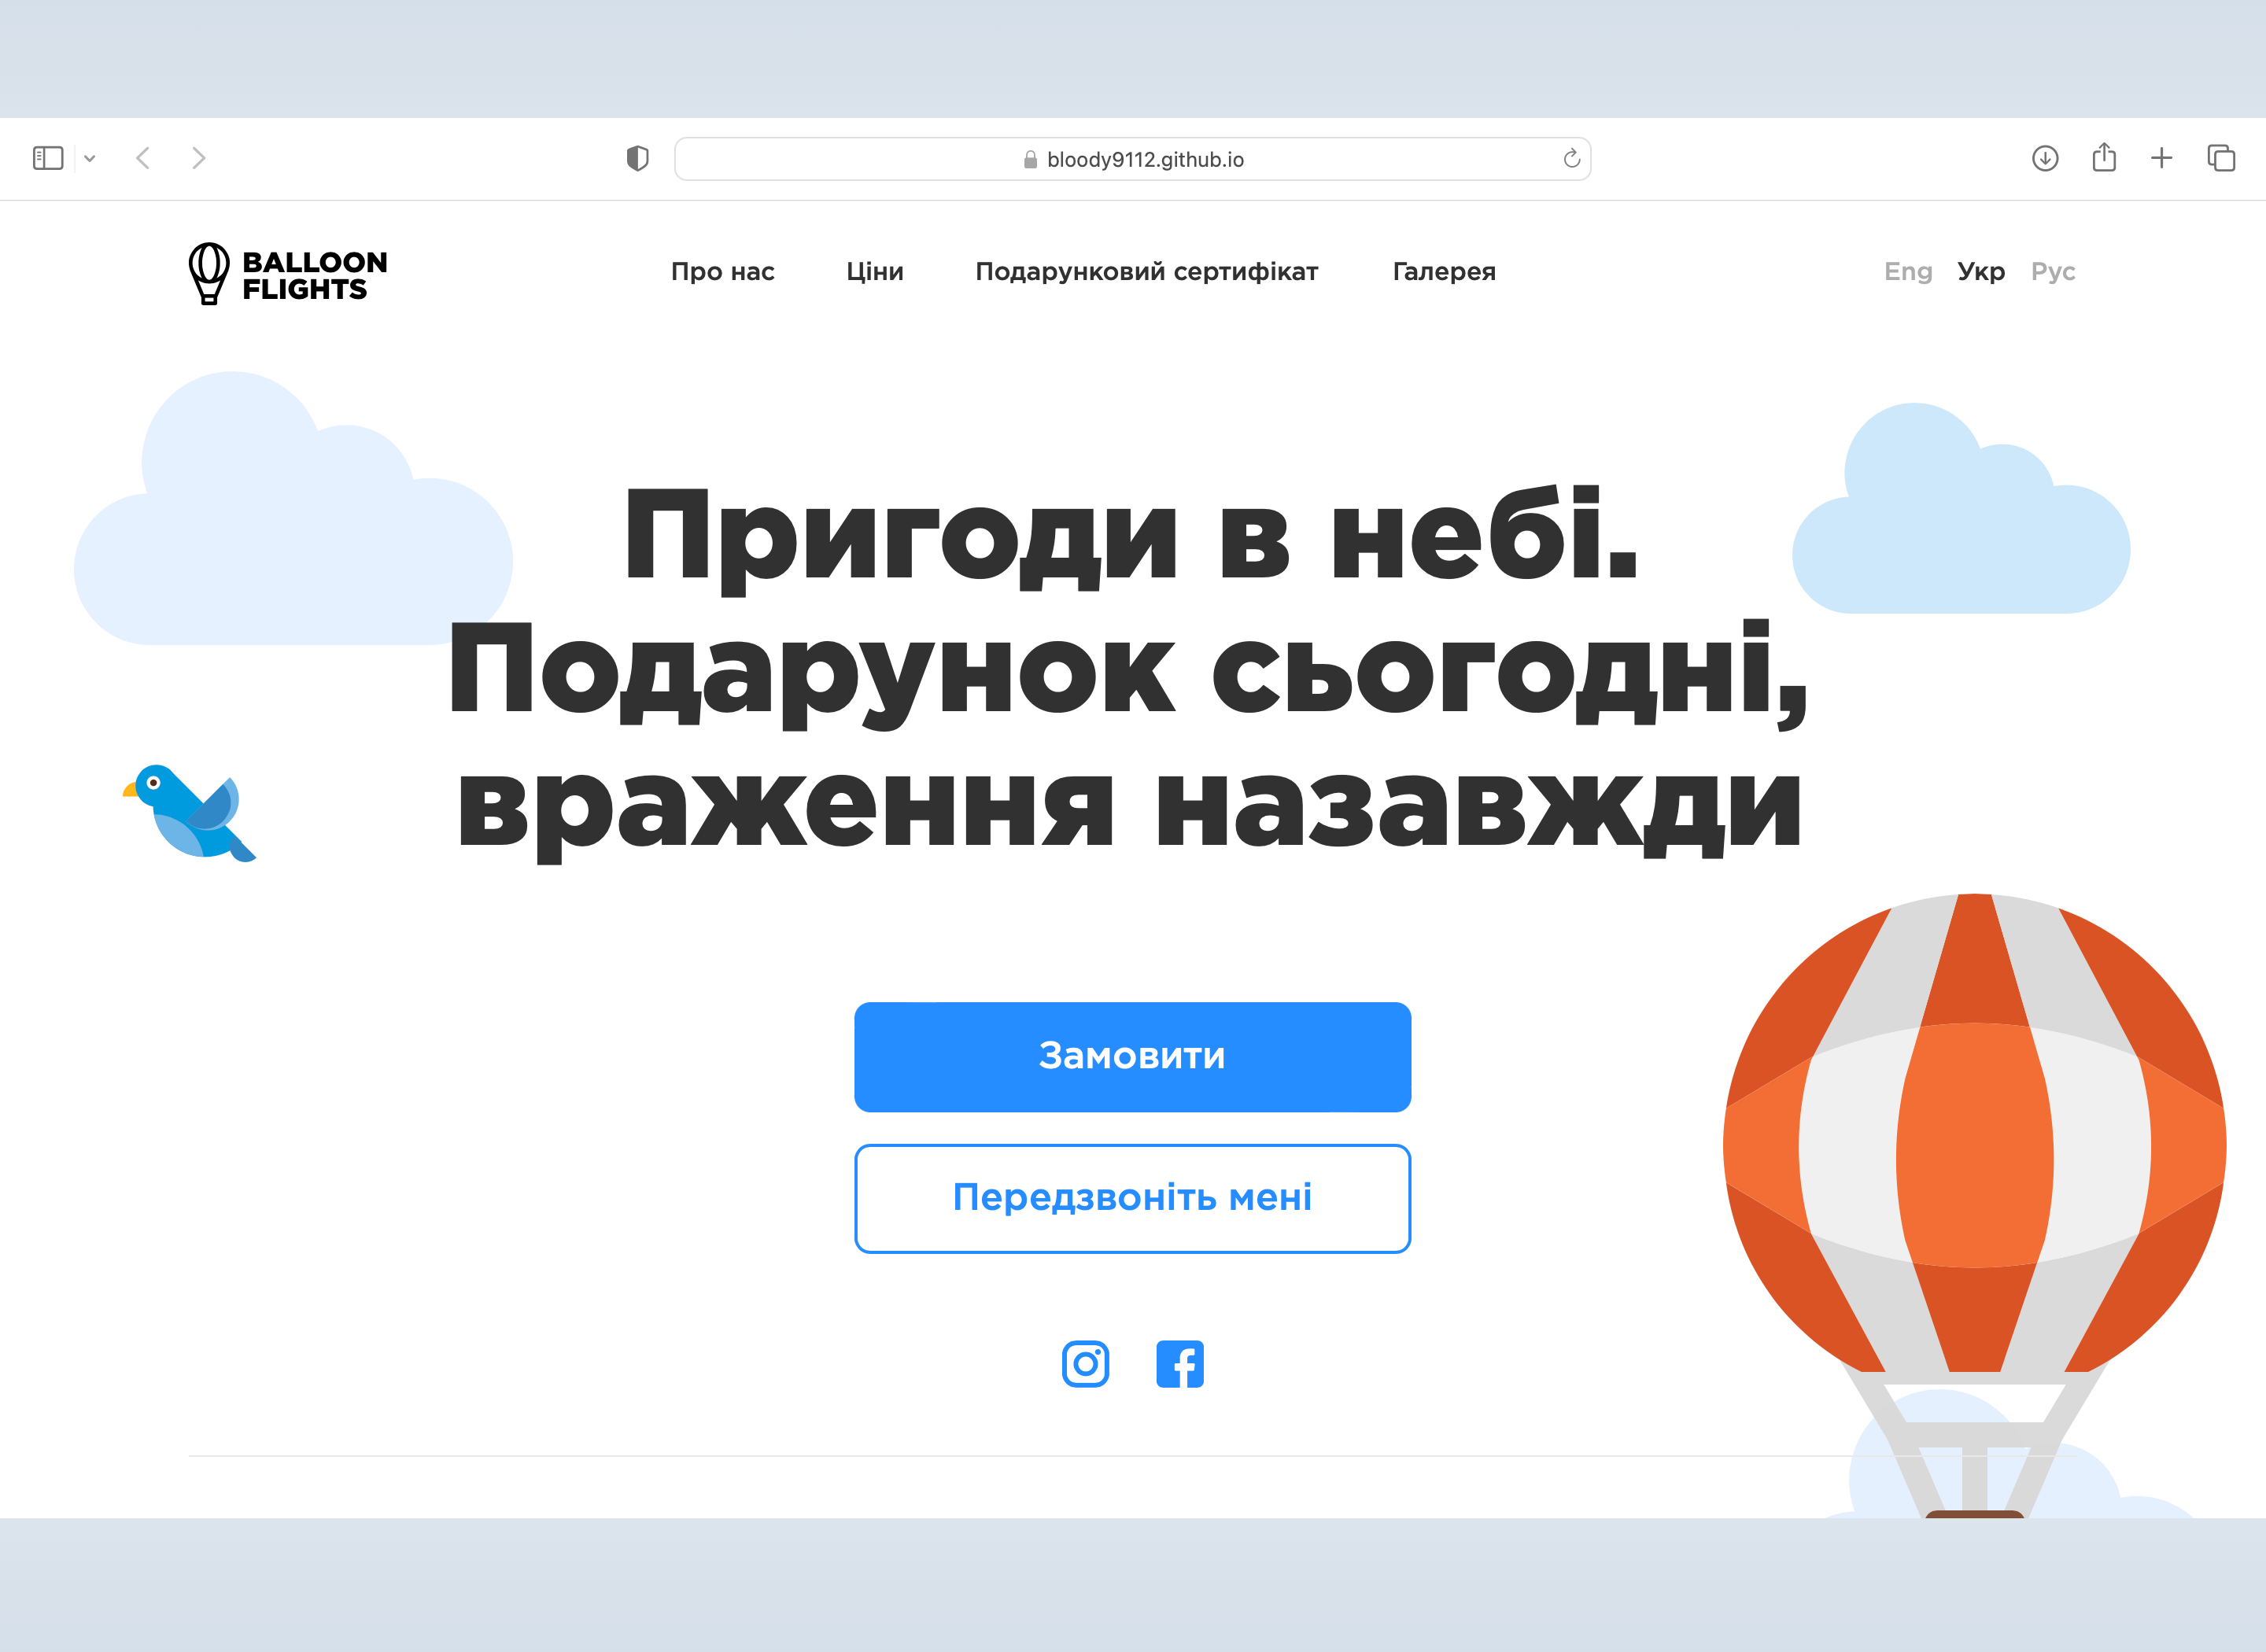 bloody9112.github.io
BALLOON
FLIGHTS
Про нас Ціни Подарунковий сертифікат Галерея Eng Укр Рус
Пригоди в небі.
Подарунок сьогодні,
враження назавжди
Замовити
Передзвоніть мені